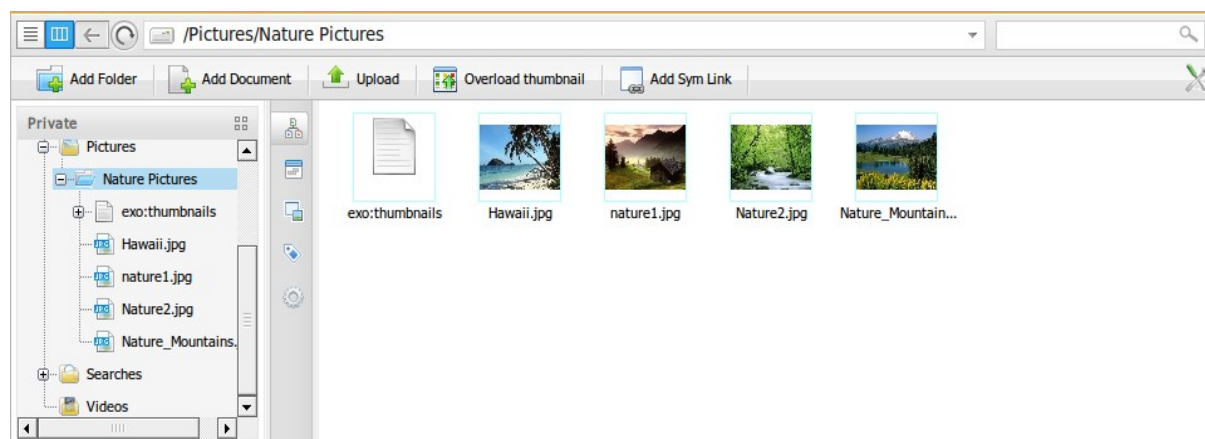 /Pictures/Nature Pictures
Add Folder Add Document Upload Overload thumbnail Add Sym Link
Private
Pictures
Nature Pictures
exo:thumbnails
Hawaii.jpg
nature1.jpg
Nature2.jpg
Nature_Mountains.
Searches
Videos
exo:thumbnails Hawaii.jpg nature1.jpg Nature2.jpg Nature_Mountain...